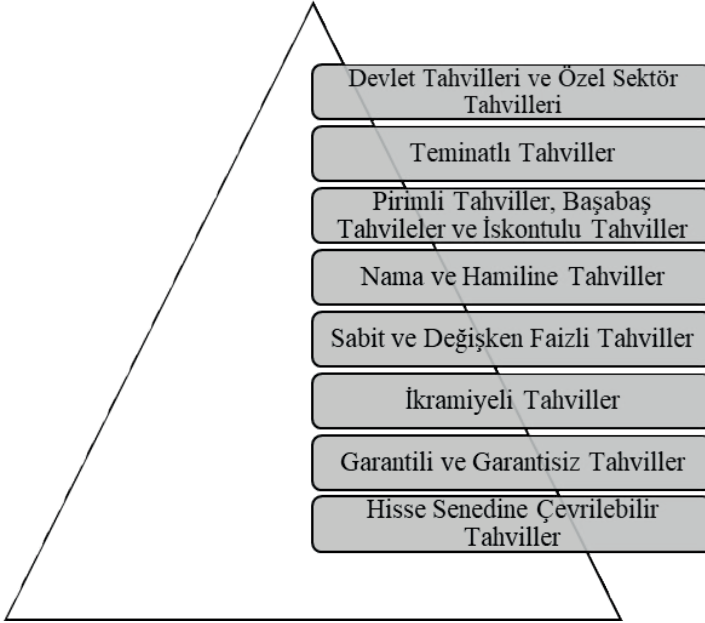 Devlet Tahvilleri ve Özel Sektör
Tahvilleri
Teminatlı Tahviller
Pirimli Tahviller, Başabaş
Tahvileler ve İskontulu Tahviller
Nama ve Hamiline Tahviller
Sabit ve Değişken Faizli Tahviller
İkramiyeli Tahviller
Garantili ve Garantisiz Tahviller
Hisse Senedine Çevrilebilir
Tahviller